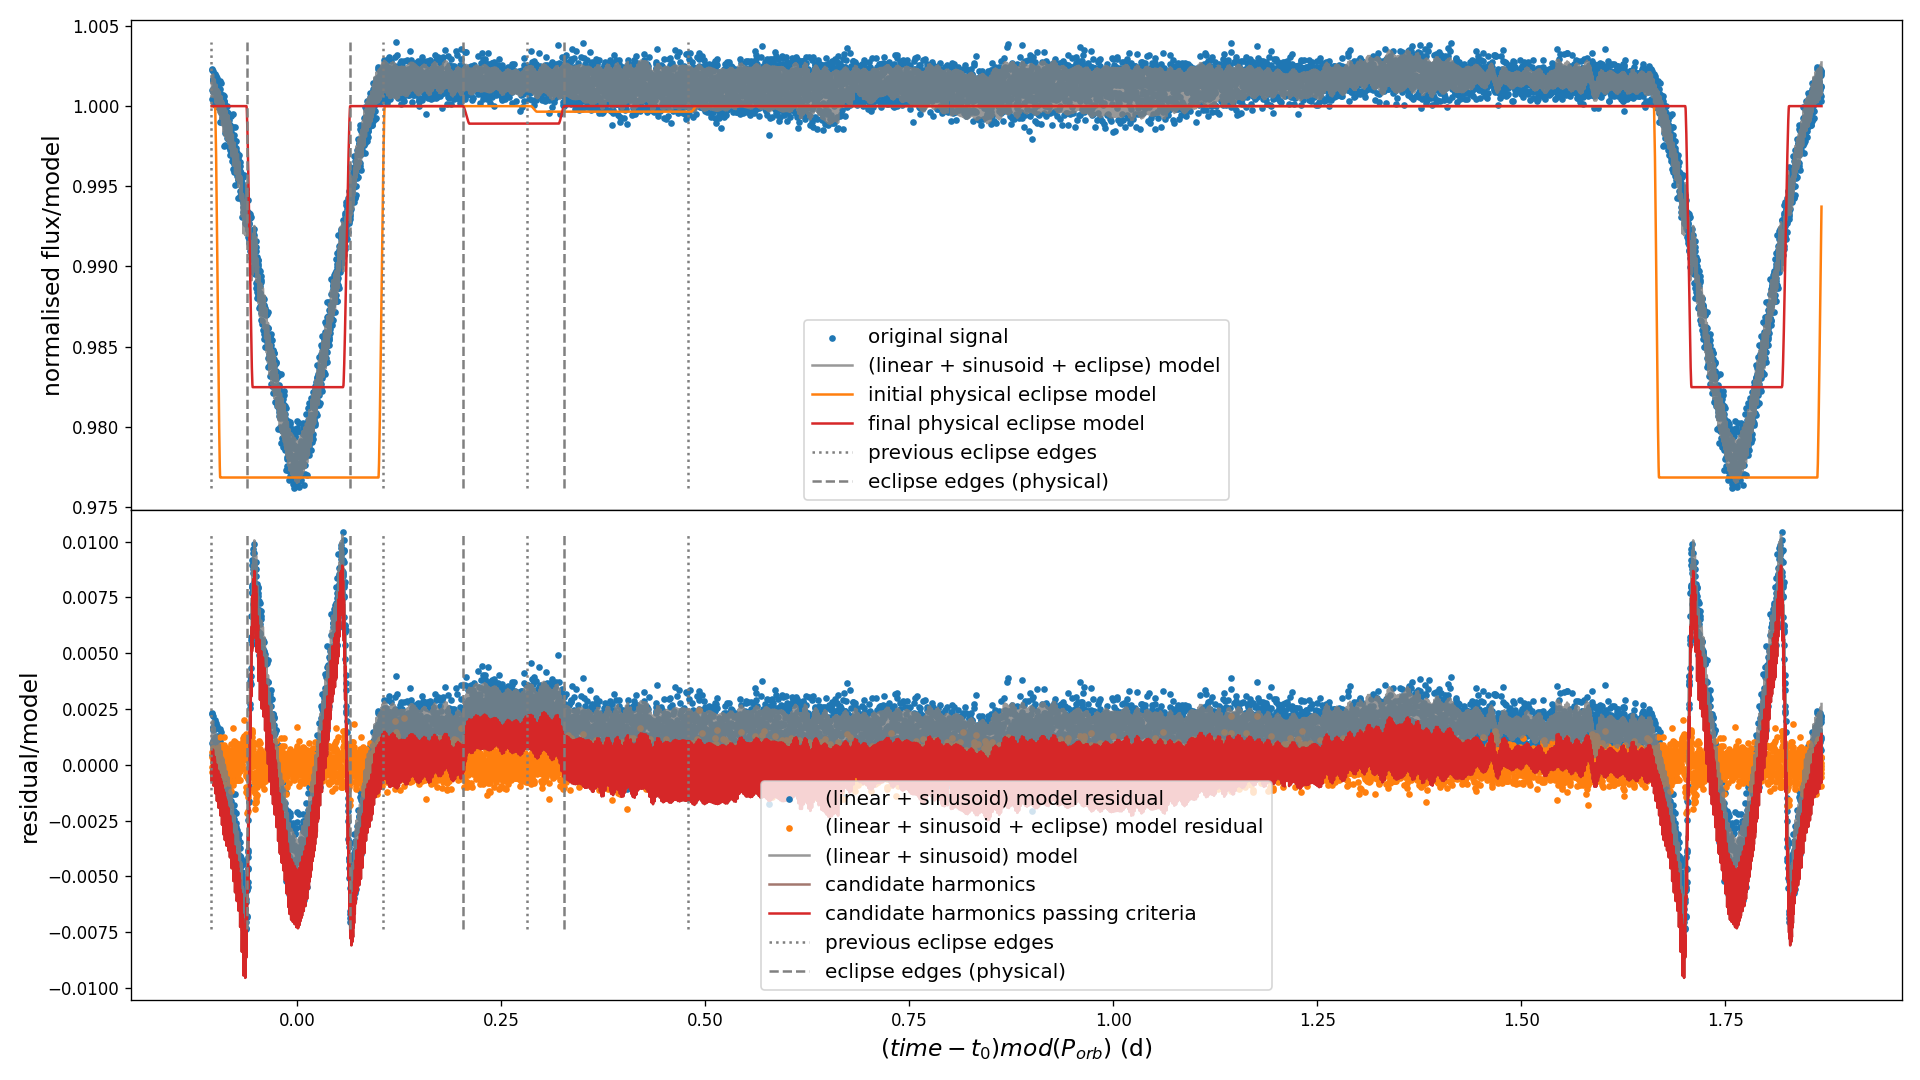 1.005
1.000
0.995
0.990
0.985
0.980
0.975
normalised flux/model
original signal
(linear + sinusoid + eclipse) model
initial physical eclipse model
final physical eclipse model
previous eclipse edges
eclipse edges (physical)
0.0100
0.0075
0.0050
0.0025
0.0000
−0.0025
−0.0050
−0.0075
−0.0100
residual/model
(linear + sinusoid) model residual
(linear + sinusoid + eclipse) model residual
(linear + sinusoid) model
candidate harmonics
candidate harmonics passing criteria
previous eclipse edges
eclipse edges (physical)
0.00 0.25 0.50 0.75 1.00 1.25 1.50 1.75
(time − t₀)mod(Pₒᵣb) (d)